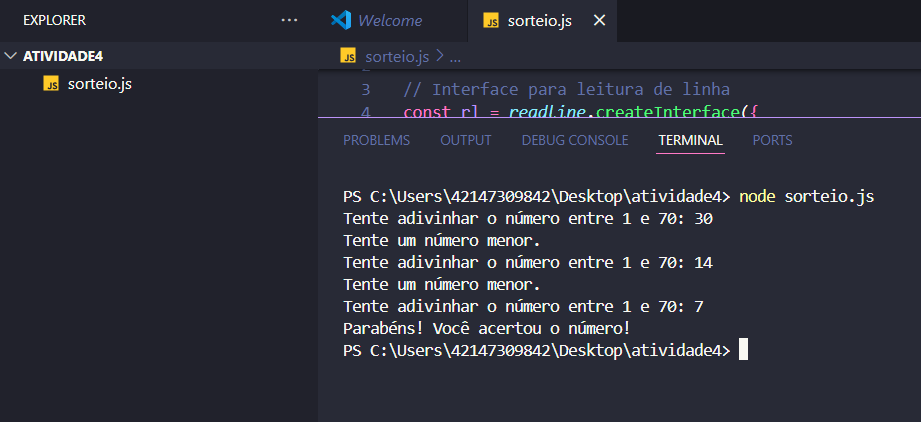 EXPLORER
···
Welcome
JS sorteio.js ×
ATIVIDADE4
JS sorteio.js
JS sorteio.js > ...
3 // Interface para leitura de linha
4 const rl = readline.createInterface({
PROBLEMS OUTPUT DEBUG CONSOLE TERMINAL PORTS
PS C:\Users\42147309842\Desktop\atividade4> node sorteio.js
Tente adivinhar o número entre 1 e 70: 30
Tente um número menor.
Tente adivinhar o número entre 1 e 70: 14
Tente um número menor.
Tente adivinhar o número entre 1 e 70: 7
Parabéns! Você acertou o número!
PS C:\Users\42147309842\Desktop\atividade4>